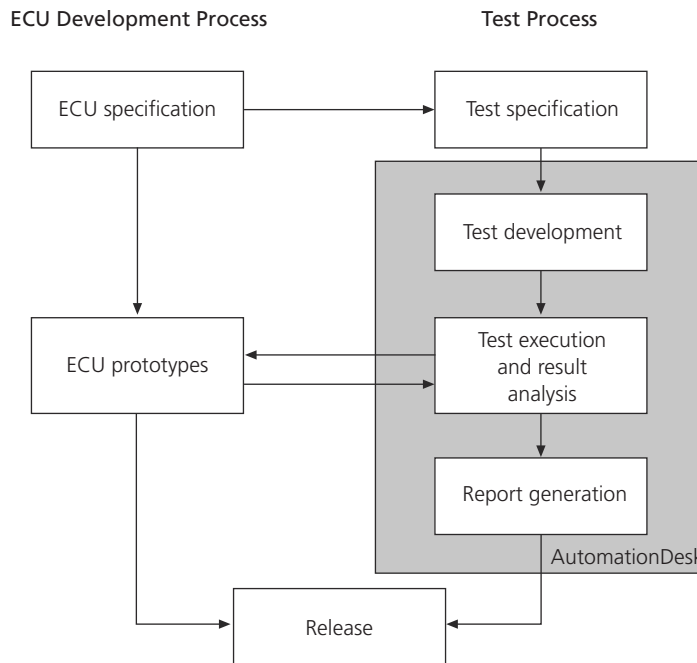 ECU Development Process
Test Process
ECU specification
Test specification
Test development
ECU prototypes
Test execution
and result
analysis
Report generation
AutomationDesk
Release